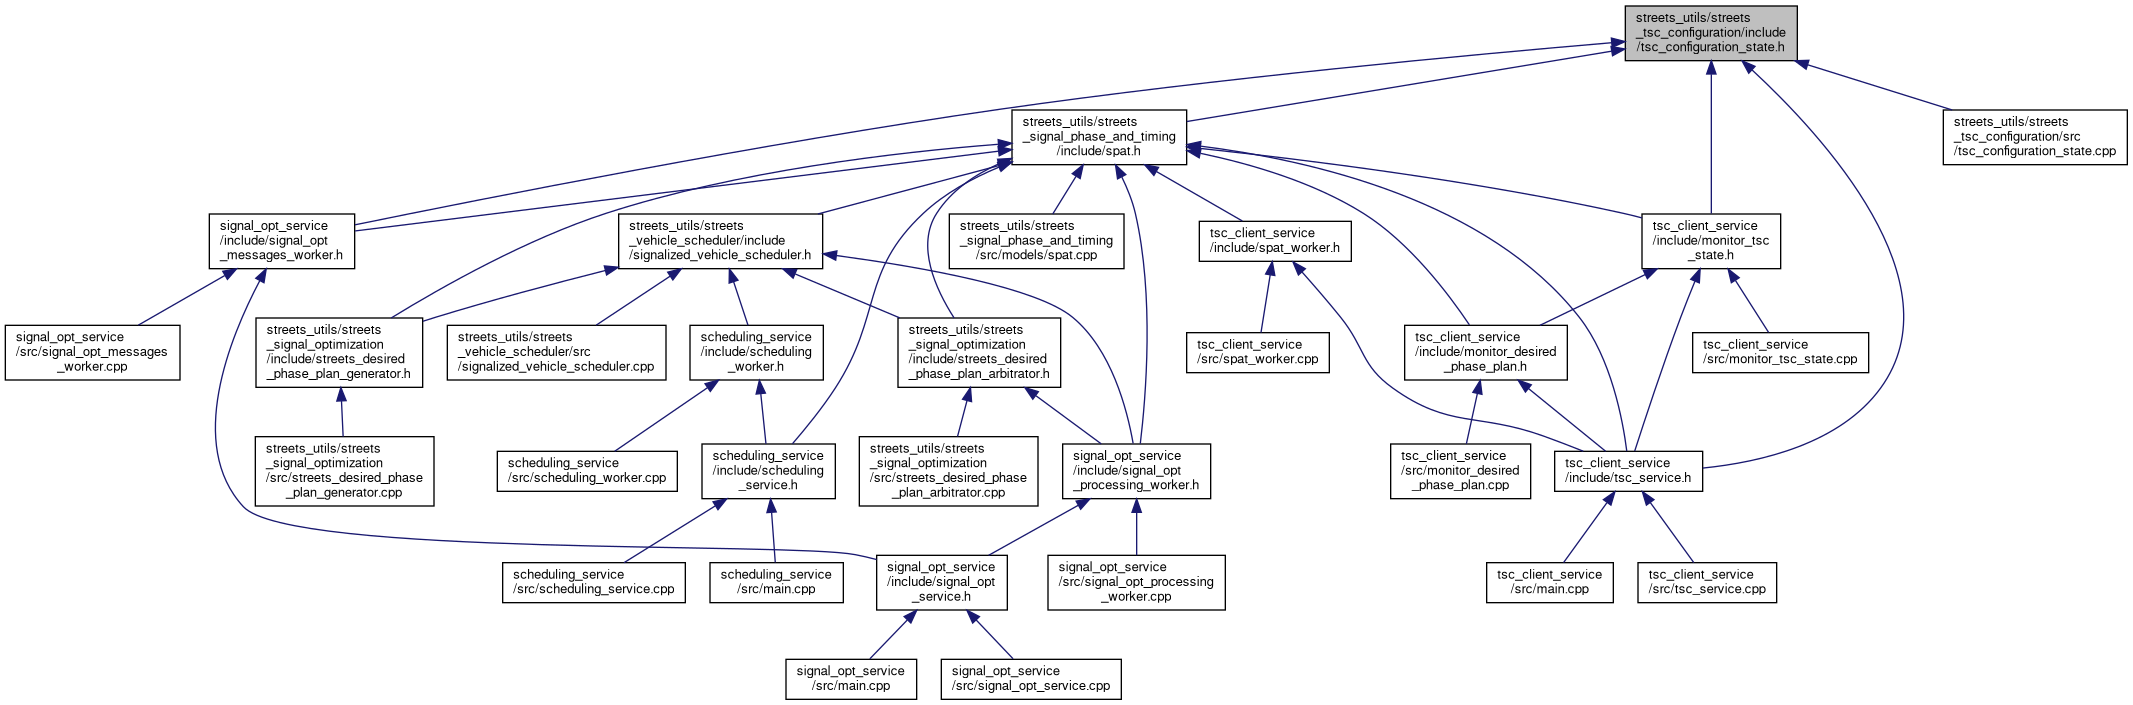 streets_utils/streets
_tsc_configuration/include
/tsc_configuration_state.h
streets_utils/streets
_signal_phase_and_timing
/include/spat.h
streets_utils/streets
_tsc_configuration/src
/tsc_configuration_state.cpp
signal_opt_service
/include/signal_opt
_messages_worker.h
streets_utils/streets
_vehicle_scheduler/include
/signalized_vehicle_scheduler.h
streets_utils/streets
_signal_phase_and_timing
/src/models/spat.cpp
tsc_client_service
/include/spat_worker.h
tsc_client_service
/include/monitor_tsc
_state.h
signal_opt_service
/src/signal_opt_messages
_worker.cpp
streets_utils/streets
_signal_optimization
/include/streets_desired
_phase_plan_generator.h
streets_utils/streets
_vehicle_scheduler/src
/signalized_vehicle_scheduler.cpp
scheduling_service
/include/scheduling
_worker.h
streets_utils/streets
_signal_optimization
/include/streets_desired
_phase_plan_arbitrator.h
tsc_client_service
/src/spat_worker.cpp
tsc_client_service
/include/monitor_desired
_phase_plan.h
tsc_client_service
/src/monitor_tsc_state.cpp
streets_utils/streets
_signal_optimization
/src/streets_desired_phase
_plan_generator.cpp
scheduling_service
/src/scheduling_worker.cpp
scheduling_service
/include/scheduling
_service.h
streets_utils/streets
_signal_optimization
/src/streets_desired_phase
_plan_arbitrator.cpp
signal_opt_service
/include/signal_opt
_processing_worker.h
tsc_client_service
/src/monitor_desired
_phase_plan.cpp
tsc_client_service
/include/tsc_service.h
scheduling_service
/src/scheduling_service.cpp
scheduling_service
/src/main.cpp
signal_opt_service
/include/signal_opt
_service.h
signal_opt_service
/src/signal_opt_processing
_worker.cpp
tsc_client_service
/src/main.cpp
tsc_client_service
/src/tsc_service.cpp
signal_opt_service
/src/main.cpp
signal_opt_service
/src/signal_opt_service.cpp